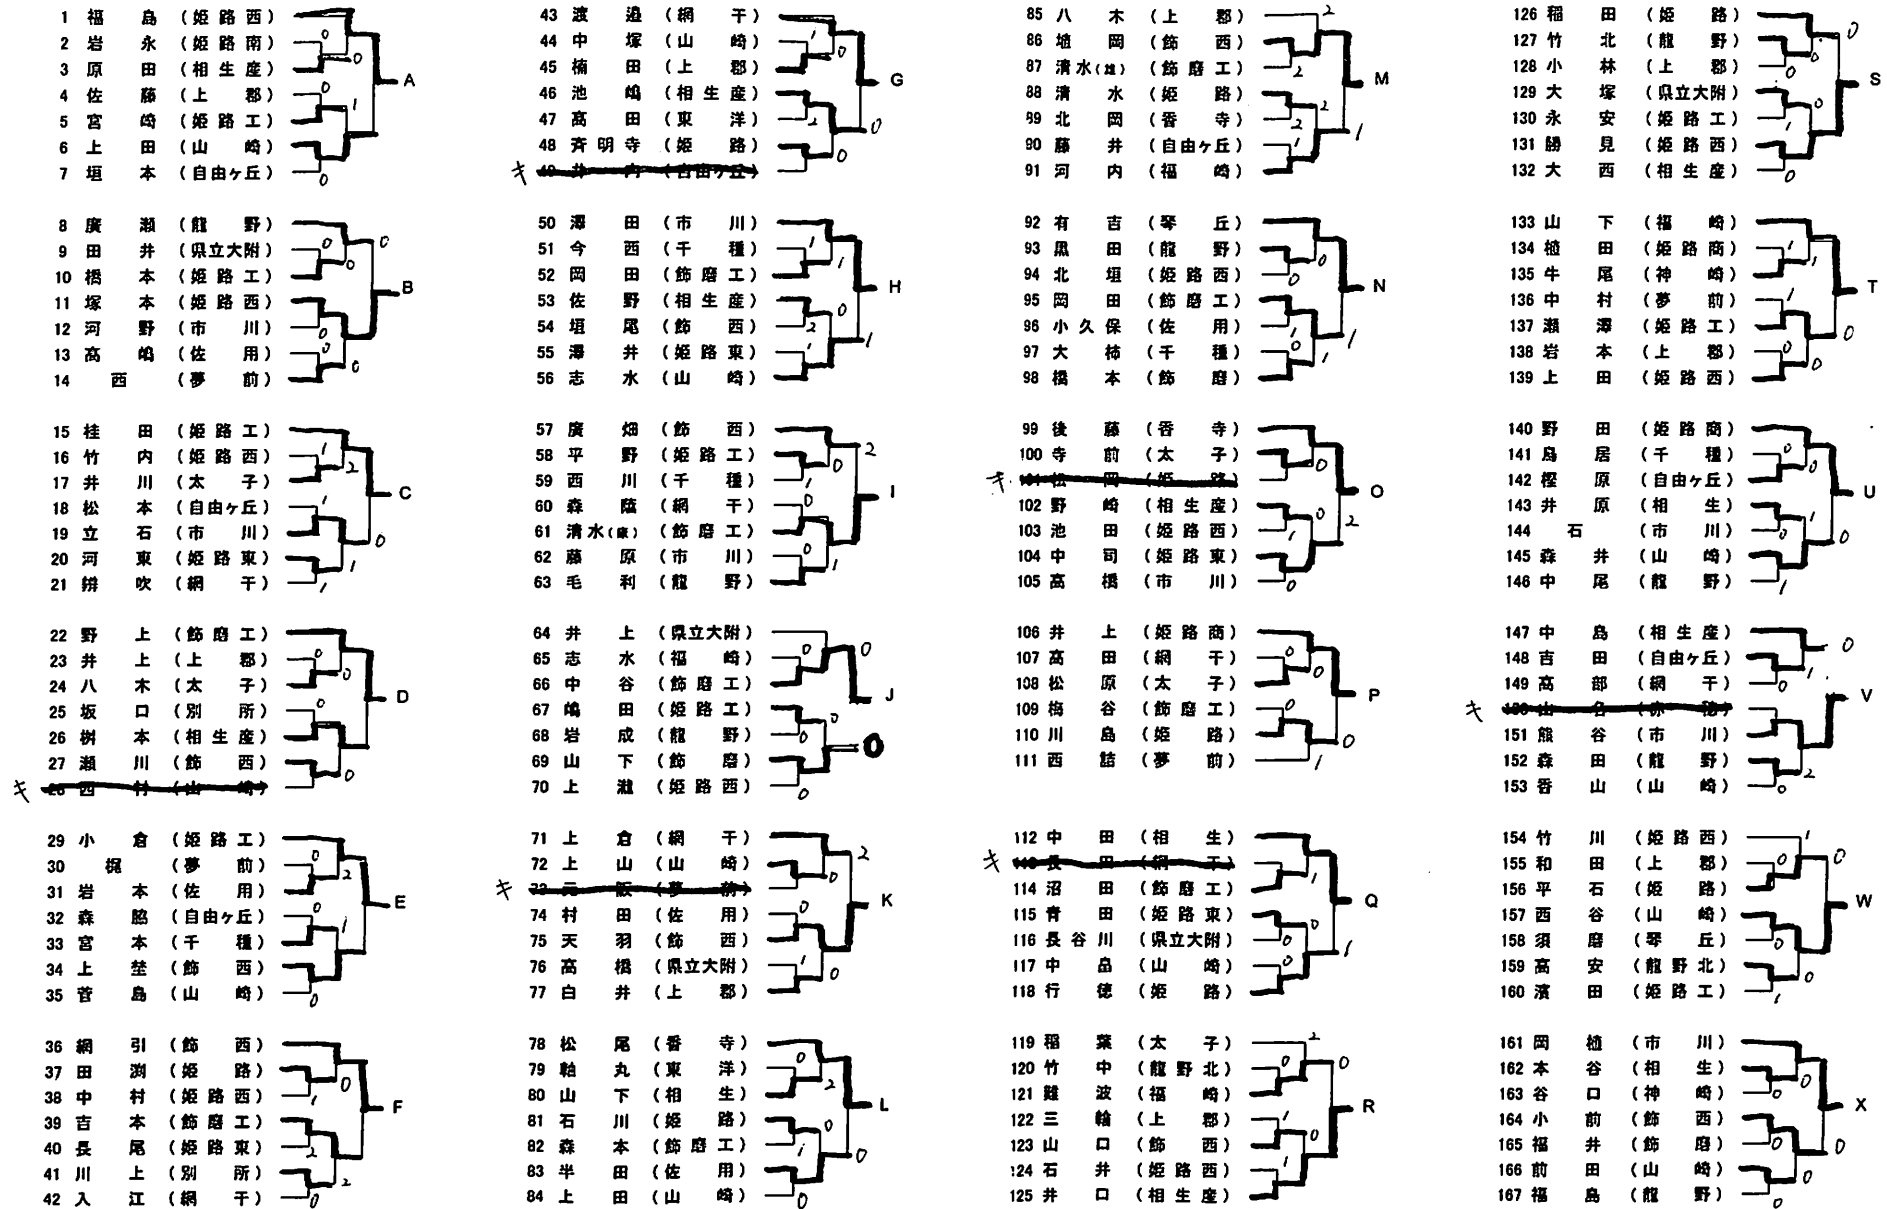 1 福島 (姫路西)
2 岩永 (姫路南)
3 原田 (相生産)
4 佐藤 (上郡)
5 宮崎 (姫路工)
6 上田 (山崎)
7 垣本 (自由ヶ丘)
A
8 廣瀬 (龍野)
9 田井 (県立大附)
10 橋本 (姫路工)
11 塚本 (姫路西)
12 河野 (市川)
13 高嶋 (佐用)
14 西 (夢前)
B
15 桂田 (姫路工)
16 竹内 (姫路西)
17 井川 (太子)
18 松本 (自由ヶ丘)
19 立石 (市川)
20 河東 (姫路東)
21 辨吹 (網干)
C
22 野上 (飾磨工)
23 井上 (上郡)
24 八木 (太子)
25 坂口 (別所)
26 桝本 (相生産)
27 瀬川 (飾西)
28 西村 (山崎)
D
29 小倉 (姫路工)
30 梶 (夢前)
31 岩本 (佐用)
32 森脇 (自由ヶ丘)
33 宮本 (千種)
34 上埜 (飾西)
35 菅島 (山崎)
E
36 網引 (飾西)
37 田渕 (姫路)
38 中村 (姫路西)
39 吉本 (飾磨工)
40 長尾 (姫路東)
41 川上 (別所)
42 入江 (網干)
F
43 渡邉 (網干)
44 中塚 (山崎)
45 楠田 (上郡)
46 池嶋 (相生産)
47 高田 (東洋)
48 斉明寺 (姫路)
49 井内 (自由ヶ丘)
G
50 澤田 (市川)
51 今西 (千種)
52 岡田 (飾磨工)
53 佐野 (相生産)
54 垣尾 (飾西)
55 澤井 (姫路東)
56 志水 (山崎)
H
57 廣畑 (飾西)
58 平野 (姫路工)
59 西川 (千種)
60 森蔭 (網干)
61 清水(康) (飾磨工)
62 藤原 (市川)
63 毛利 (龍野)
I
64 井上 (県立大附)
65 志水 (福崎)
66 中谷 (飾磨工)
67 嶋田 (姫路工)
68 岩成 (龍野)
69 山下 (飾磨)
70 上瀧 (姫路西)
J
71 上倉 (網干)
72 上山 (山崎)
73 元飯 (夢前)
74 村田 (佐用)
75 天羽 (飾西)
76 高橋 (県立大附)
77 白井 (上郡)
K
78 松尾 (香寺)
79 軸丸 (東洋)
80 山下 (相生)
81 石川 (姫路)
82 森本 (飾磨工)
83 半田 (佐用)
84 上田 (山崎)
L
85 八木 (上郡)
86 埴岡 (飾西)
87 清水(雄) (飾磨工)
88 清水 (姫路)
89 北岡 (香寺)
90 藤井 (自由ヶ丘)
91 河内 (福崎)
M
92 有吉 (琴丘)
93 黒田 (龍野)
94 北垣 (姫路西)
95 岡田 (飾磨工)
96 小久保 (佐用)
97 大柿 (千種)
98 橋本 (飾磨)
N
99 後藤 (香寺)
100 寺前 (太子)
101 松岡 (姫路)
102 野崎 (相生産)
103 池田 (姫路西)
104 中司 (姫路東)
105 高橋 (市川)
O
106 井上 (姫路商)
107 高田 (網干)
108 松原 (太子)
109 梅谷 (飾磨工)
110 川島 (姫路)
111 西詰 (夢前)
P
112 中田 (相生)
113 長田 (網干)
114 沼田 (飾磨工)
115 青田 (姫路東)
116 長谷川 (県立大附)
117 中畠 (山崎)
118 行徳 (姫路)
Q
119 稲葉 (太子)
120 竹中 (龍野北)
121 難波 (福崎)
122 三輪 (上郡)
123 山口 (飾西)
124 石井 (姫路西)
125 井口 (相生産)
R
126 稲田 (姫路)
127 竹北 (龍野)
128 小林 (上郡)
129 大塚 (県立大附)
130 永安 (姫路工)
131 勝見 (姫路西)
132 大西 (相生産)
S
133 山下 (福崎)
134 植田 (姫路商)
135 牛尾 (神崎)
136 中村 (夢前)
137 瀬澤 (姫路工)
138 岩本 (上郡)
139 上田 (姫路西)
T
140 野田 (姫路商)
141 鳥居 (千種)
142 樫原 (自由ヶ丘)
143 井原 (相生)
144 石 (市川)
145 森井 (山崎)
146 中尾 (龍野)
U
147 中島 (相生産)
148 吉田 (自由ヶ丘)
149 高部 (網干)
150 山名 (赤穂)
151 熊谷 (市川)
152 森田 (龍野)
153 香山 (山崎)
V
154 竹川 (姫路西)
155 和田 (上郡)
156 平石 (姫路)
157 西谷 (山崎)
158 須磨 (琴丘)
159 高安 (龍野北)
160 濱田 (姫路工)
W
161 岡植 (市川)
162 本谷 (相生)
163 谷口 (神崎)
164 小前 (飾西)
165 福井 (飾磨)
166 前田 (山崎)
167 福島 (龍野)
X